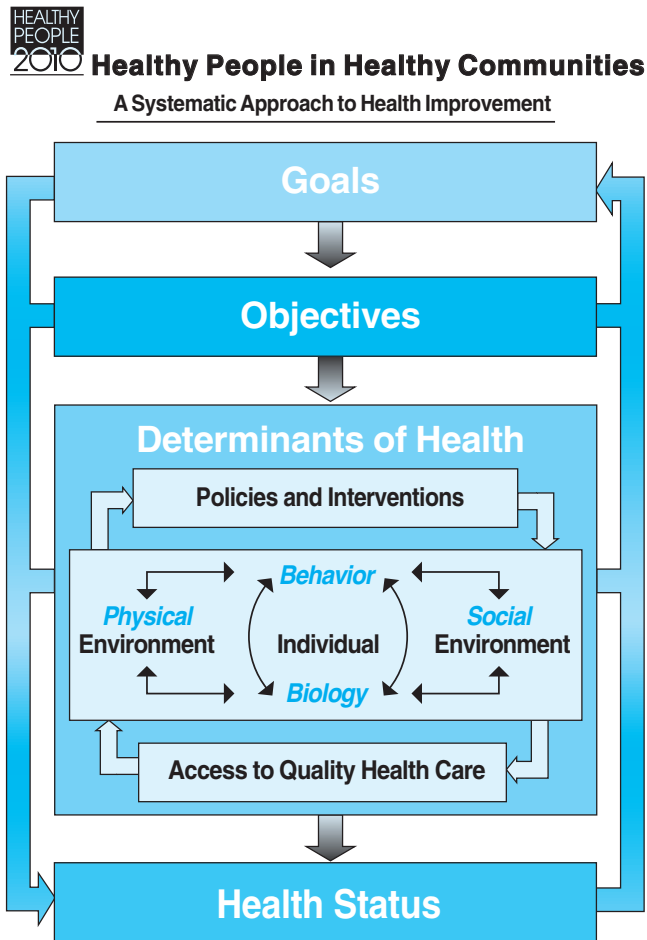 HEALTHY
PEOPLE
2010
Healthy People in Healthy Communities
A Systematic Approach to Health Improvement
Goals
Objectives
Determinants of Health
Policies and Interventions
Behavior
Physical
Environment
Individual
Social
Environment
Biology
Access to Quality Health Care
Health Status